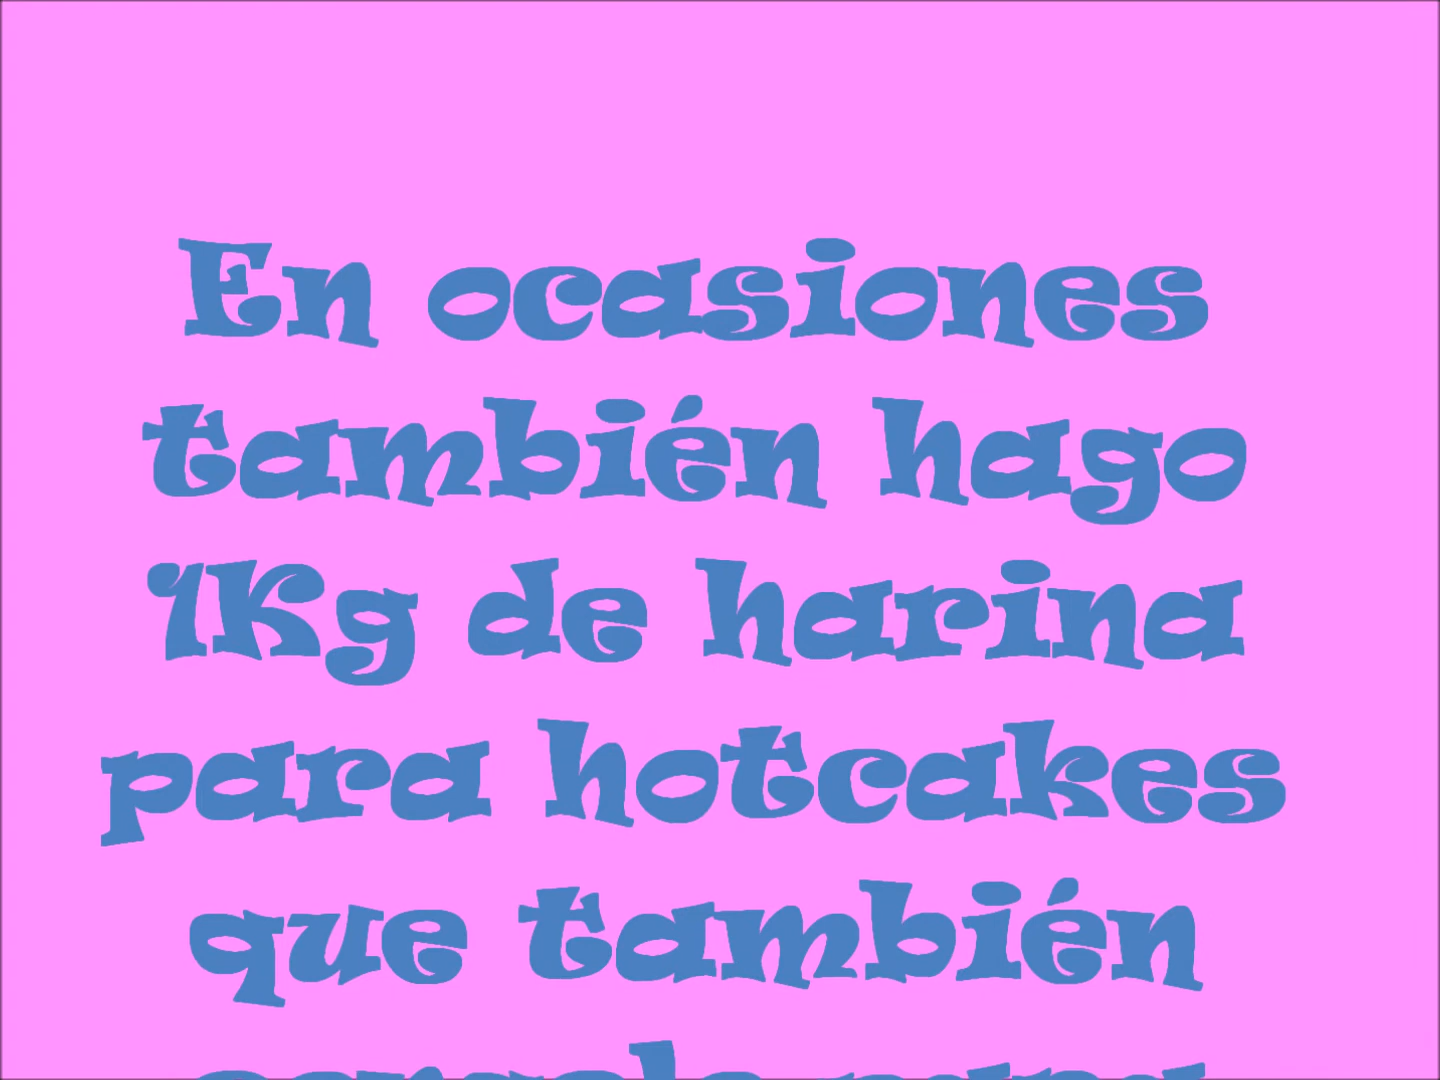 En ocasiones
también hago
1Kg de harina
para hotcakes
que también